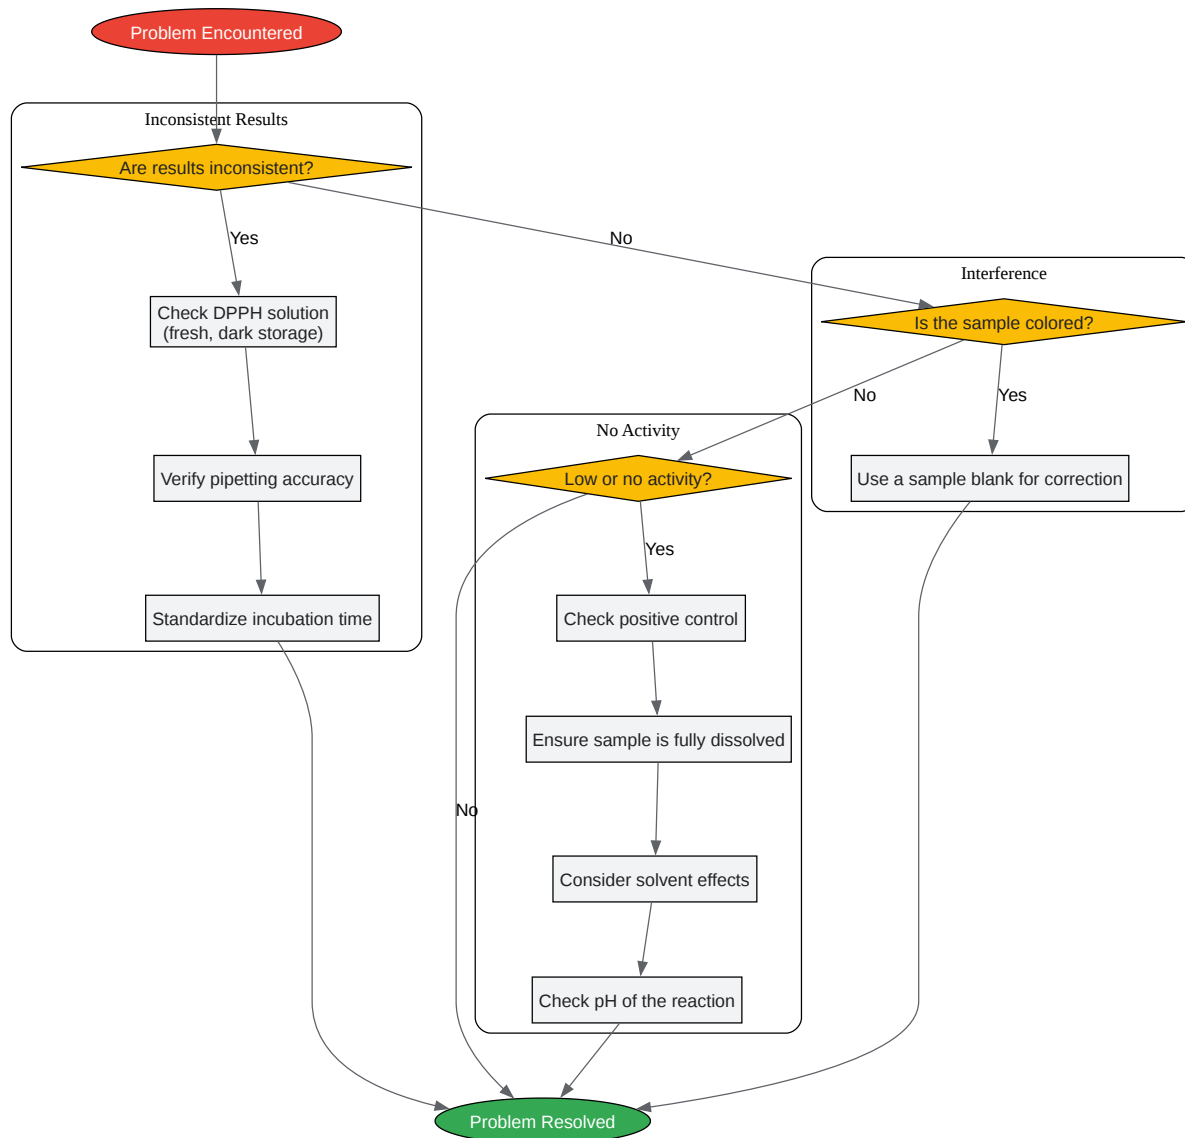 Problem Encountered
Inconsistent Results
Are results inconsistent?
Yes
No
Check DPPH solution
(fresh, dark storage)
Verify pipetting accuracy
Standardize incubation time
Interference
Is the sample colored?
No
Yes
Use a sample blank for correction
No Activity
Low or no activity?
Yes
No
Check positive control
Ensure sample is fully dissolved
Consider solvent effects
Check pH of the reaction
Problem Resolved